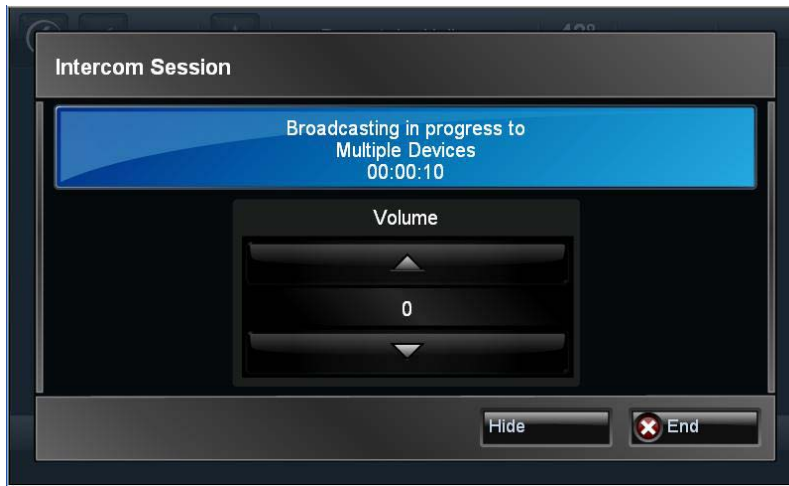 Intercom Session
Broadcasting in progress to
Multiple Devices
00:00:10
Volume
0
Hide
End